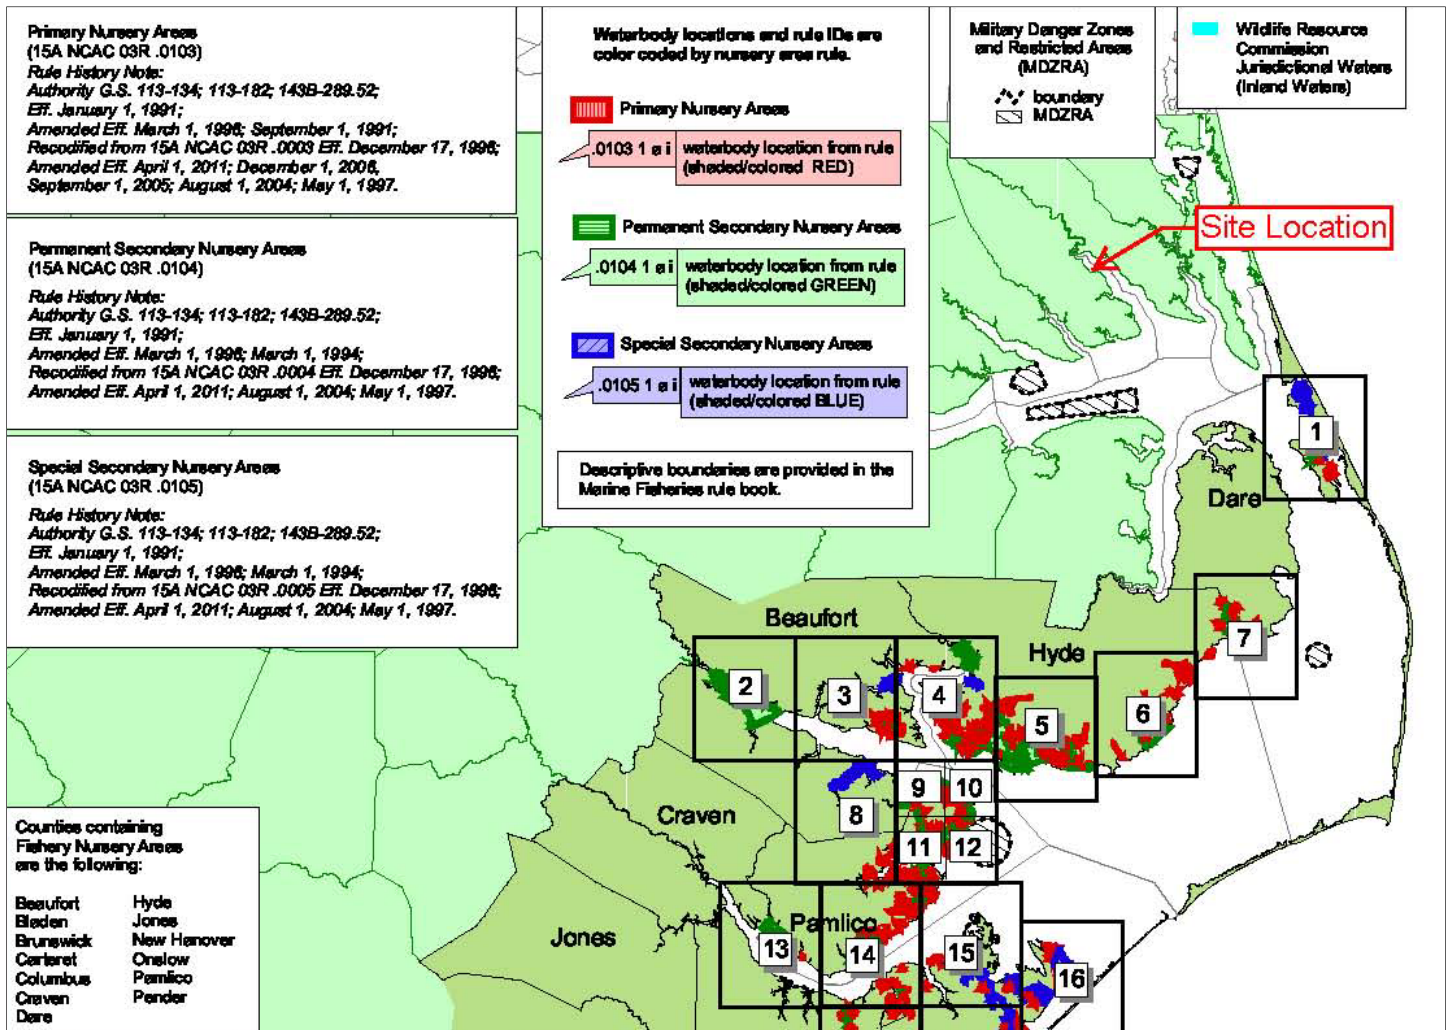 Primary Nursery Areas
(15A NCAC 03R .0103)
Rule History Note:
Authority G.S. 113-134; 113-182; 143B-289.52;
Eff. January 1, 1991;
Amended Eff. March 1, 1996; September 1, 1991;
Recodified from 15A NCAC 03R .0003 Eff. December 17, 1996;
Amended Eff. April 1, 2011; December 1, 2006,
September 1, 2005; August 1, 2004; May 1, 1997.
Permanent Secondary Nursery Areas
(15A NCAC 03R .0104)
Rule History Note:
Authority G.S. 113-134; 113-182; 143B-289.52;
Eff. January 1, 1991;
Amended Eff. March 1, 1996; March 1, 1994;
Recodified from 15A NCAC 03R .0004 Eff. December 17, 1996;
Amended Eff. April 1, 2011; August 1, 2004; May 1, 1997.
Special Secondary Nursery Areas
(15A NCAC 03R .0105)
Rule History Note:
Authority G.S. 113-134; 113-182; 143B-289.52;
Eff. January 1, 1991;
Amended Eff. March 1, 1996; March 1, 1994;
Recodified from 15A NCAC 03R .0005 Eff. December 17, 1996;
Amended Eff. April 1, 2011; August 1, 2004; May 1, 1997.
Waterbody locations and rule IDs are
color coded by nursery area rule.
Primary Nursery Areas
.0103 1 a i
waterbody location from rule
(shaded/colored RED)
Permanent Secondary Nursery Areas
.0104 1 a i
waterbody location from rule
(shaded/colored GREEN)
Special Secondary Nursery Areas
.0105 1 a i
waterbody location from rule
(shaded/colored BLUE)
Descriptive boundaries are provided in the
Marine Fisheries rule book.
Military Danger Zones
and Restricted Areas
(MDZRA)
boundary
MDZRA
Wildlife Resource
Commission
Jurisdictional Waters
(Inland Waters)
Site Location
1
Dare
Beaufort
Hyde
7
2
3
4
5
6
9
10
8
Craven
11
12
Pamlico
Jones
13
14
15
16
Counties containing
Fishery Nursery Areas
are the following:
Beaufort
Bladen
Brunswick
Carteret
Columbus
Craven
Dare
Hyde
Jones
New Hanover
Onslow
Pamlico
Pender